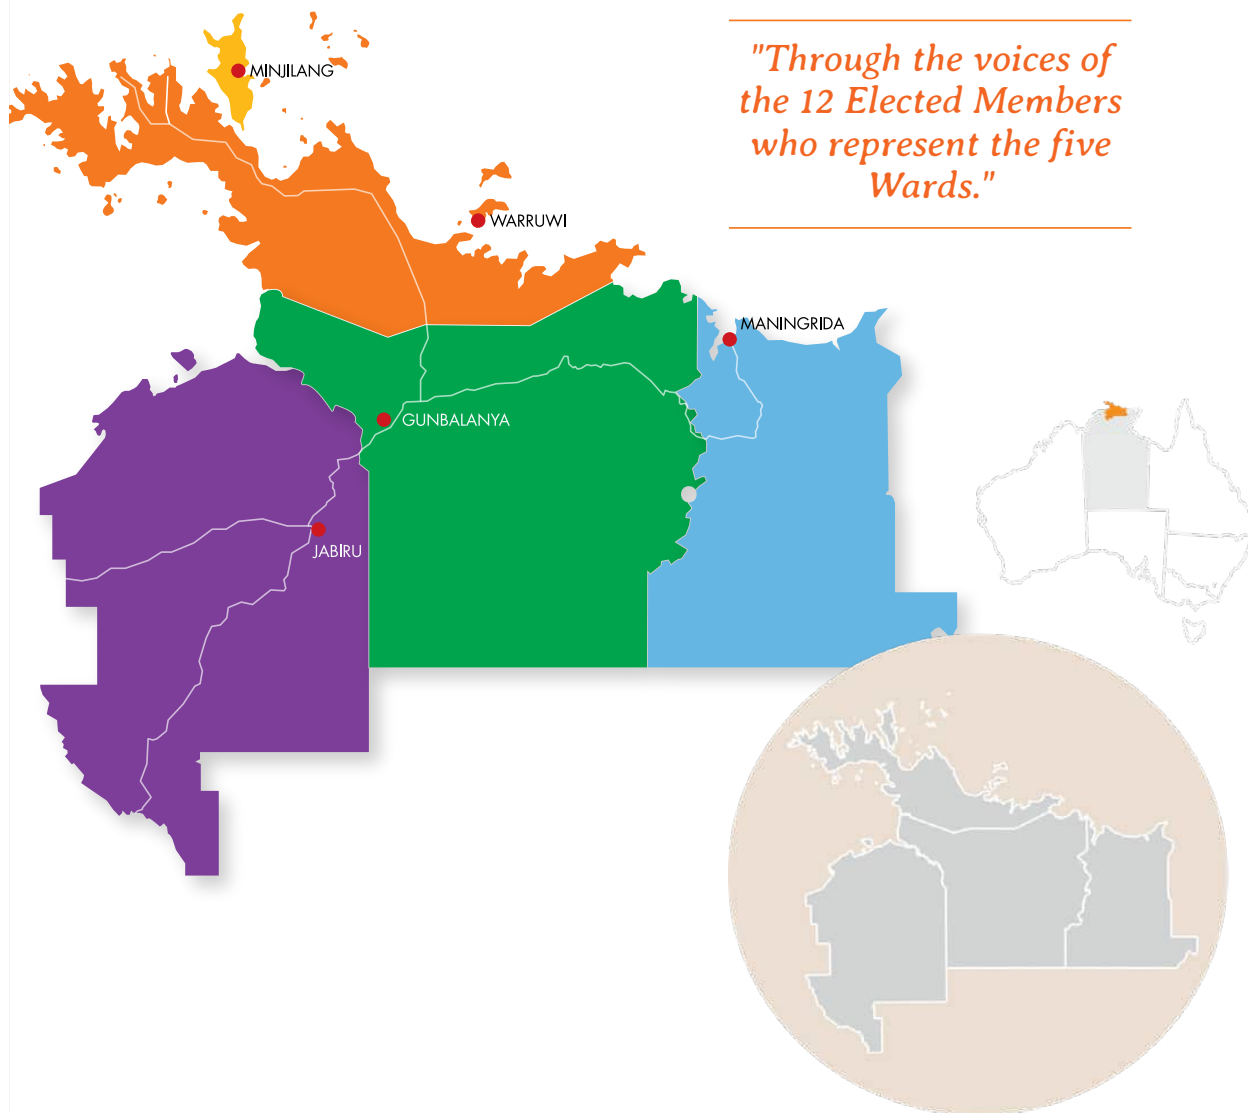 "Through the voices of
the 12 Elected Members
who represent the five
Wards."
MINJILANG
WARRUWI
MANINGRIDA
GUNBALANYA
JABIRU